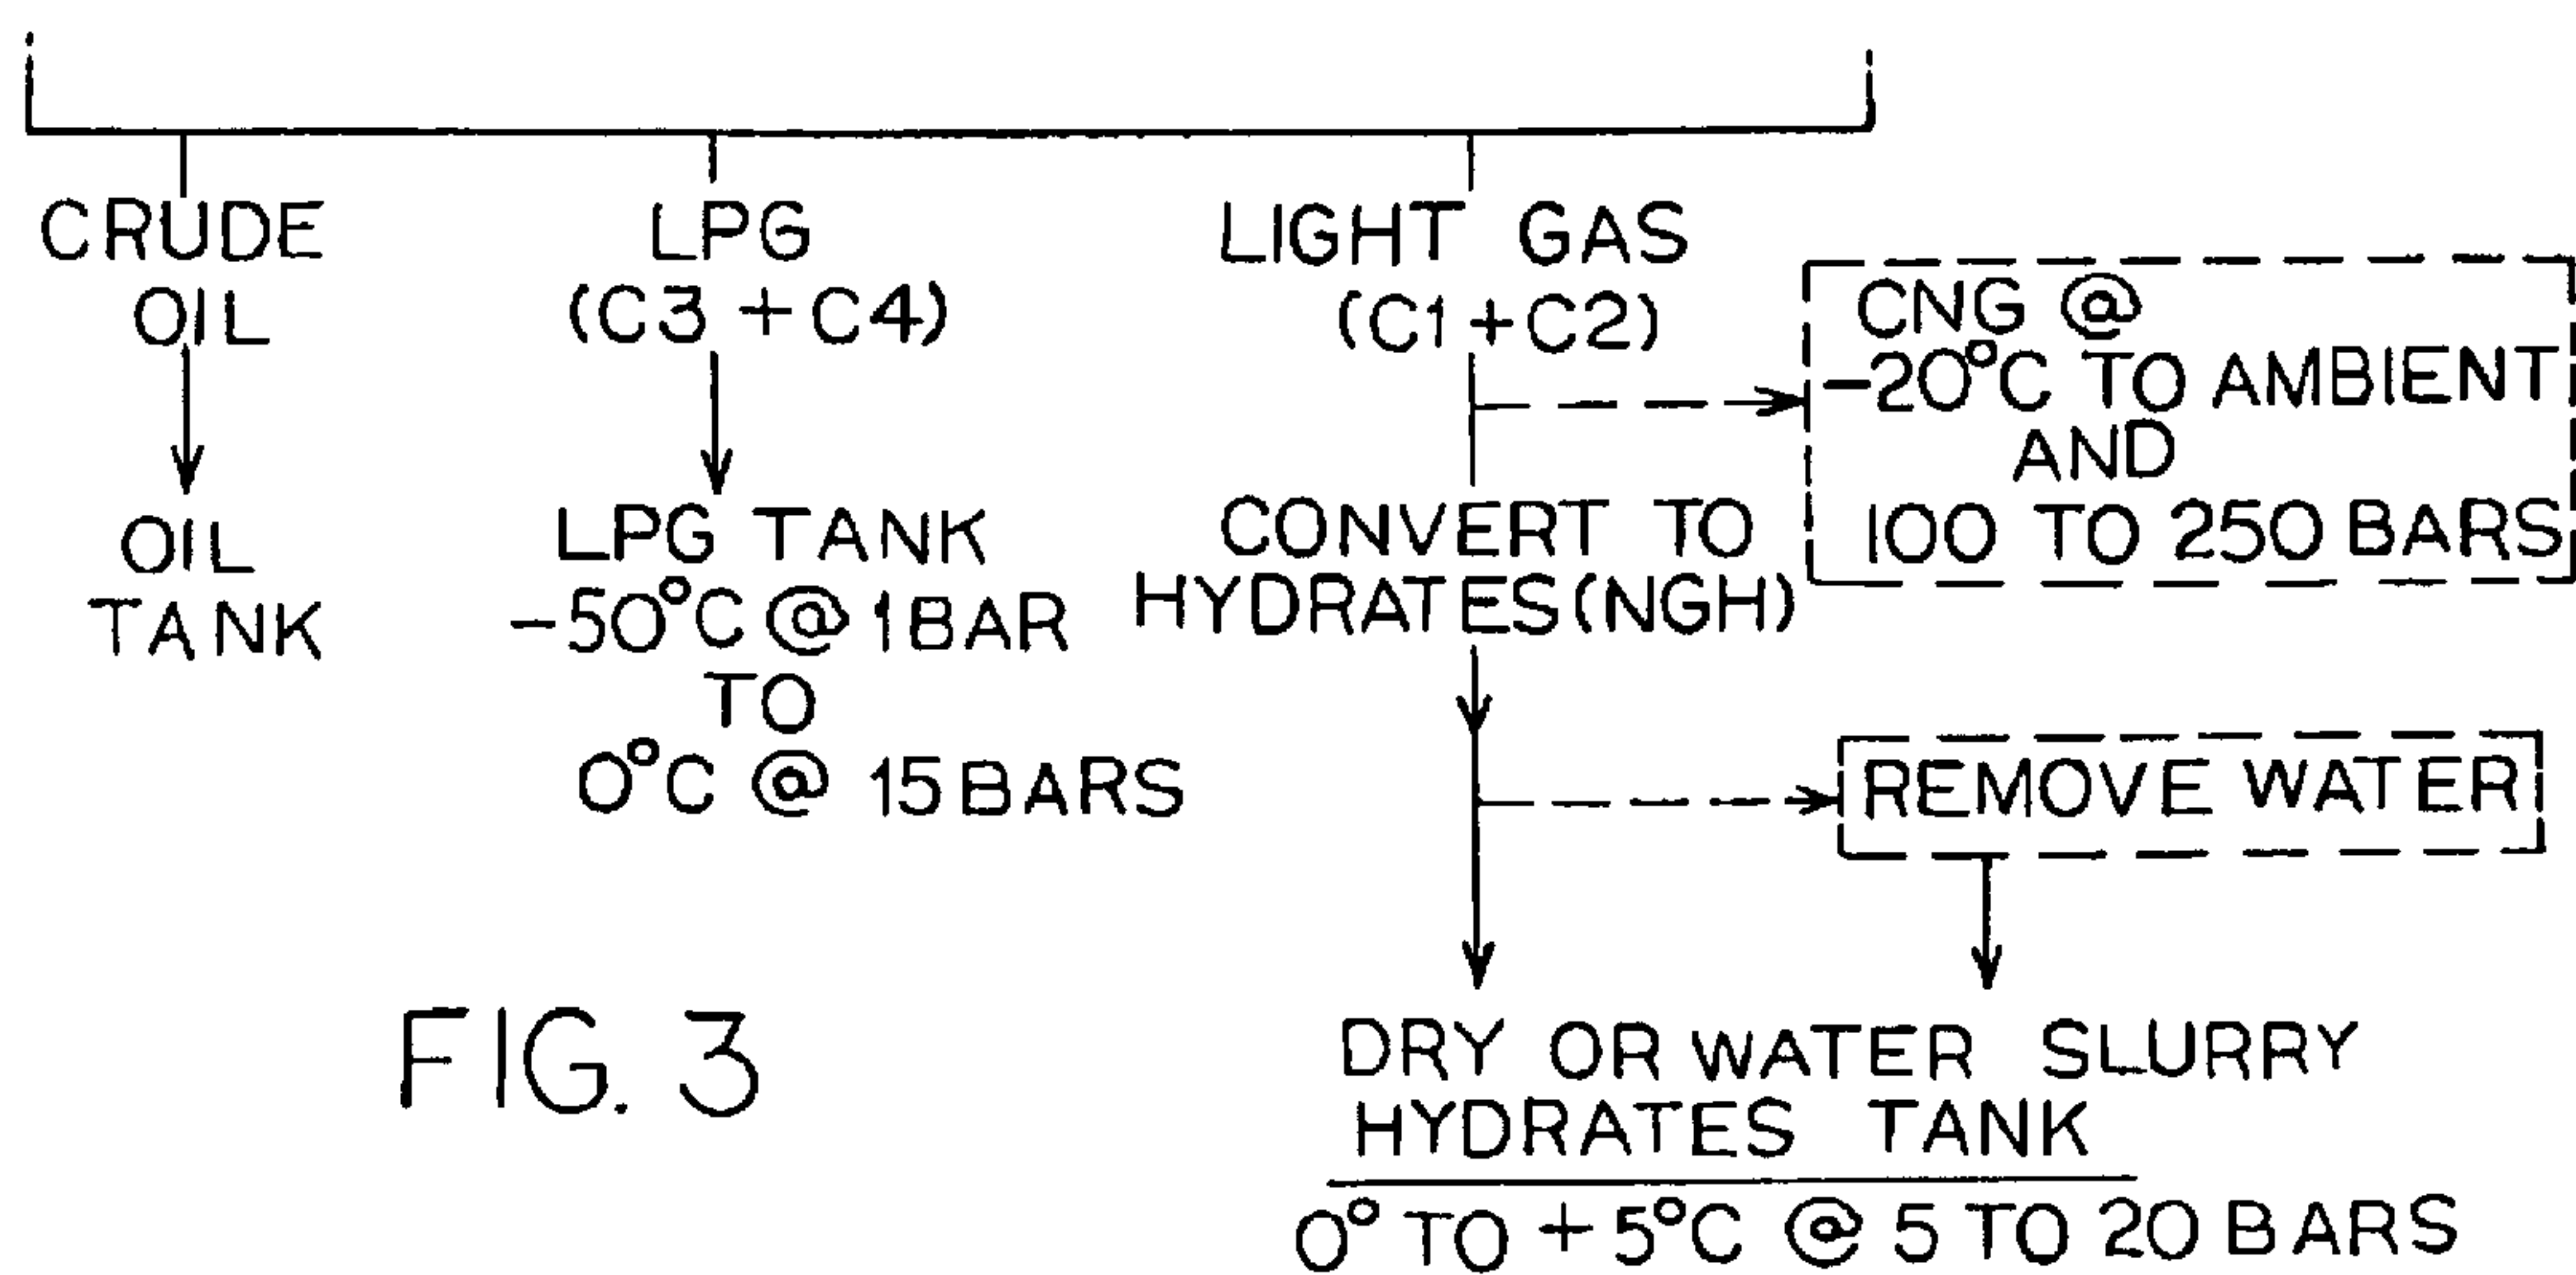 CRUDE
OIL
OIL
TANK
LPG
(C3 + C4)
LPG TANK
-50°C @ 1 BAR
TO
0°C @ 15 BARS
LIGHT GAS
(C1 + C2)
CNG @
-20°C TO AMBIENT
AND
100 TO 250 BARS
CONVERT TO
HYDRATES (NGH)
REMOVE WATER
DRY OR WATER SLURRY
HYDRATES TANK
0° TO +5°C @ 5 TO 20 BARS
FIG. 3